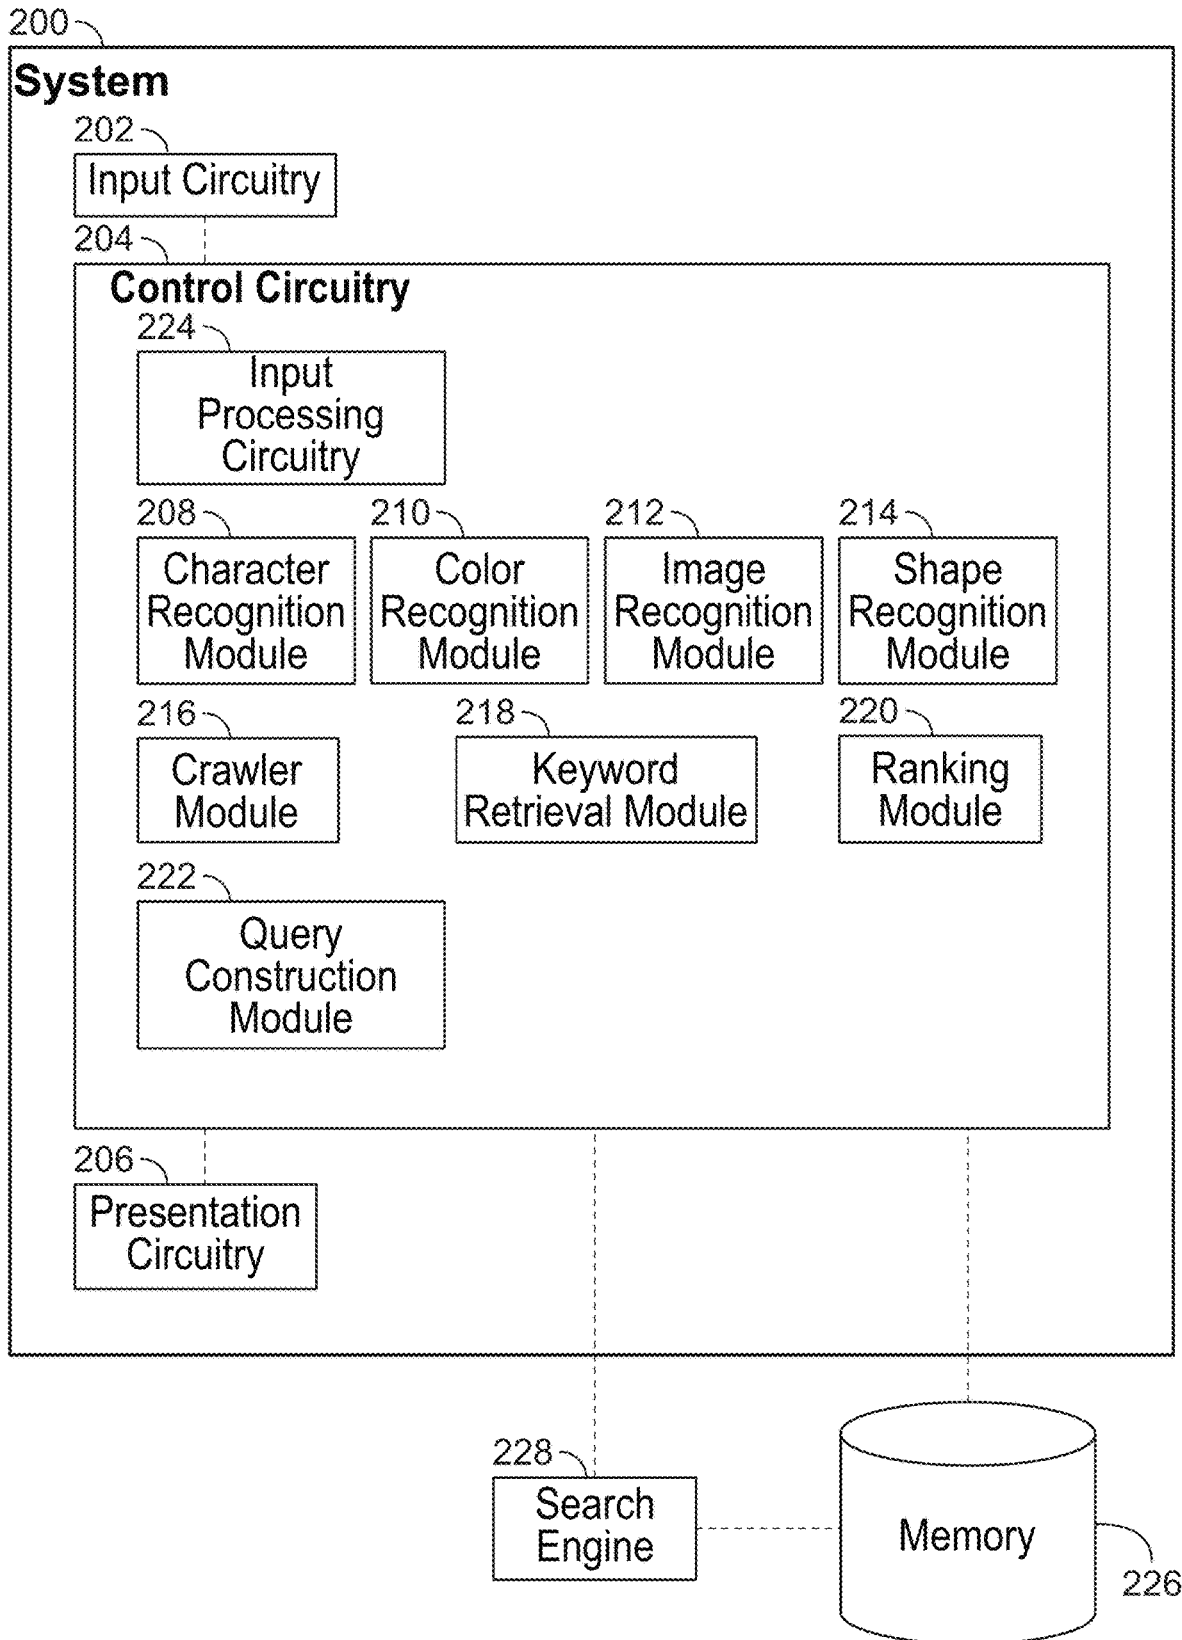 200
System
202
Input Circuitry
204
Control Circuitry
224
Input
Processing
Circuitry
208
Character
Recognition
Module
210
Color
Recognition
Module
212
Image
Recognition
Module
214
Shape
Recognition
Module
216
Crawler
Module
218
Keyword
Retrieval Module
220
Ranking
Module
222
Query
Construction
Module
206
Presentation
Circuitry
228
Search
Engine
Memory
226